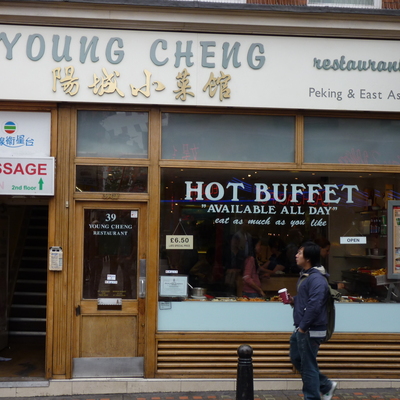 YOUNG CHENG
陽城小菜馆
restaurant
Peking & East As
2nd floor
SSAGE
39
YOUNG CHENG
RESTAURANT
HOT BUFFET
"AVAILABLE ALL DAY"
eat as much as you like
£6.50
OPEN